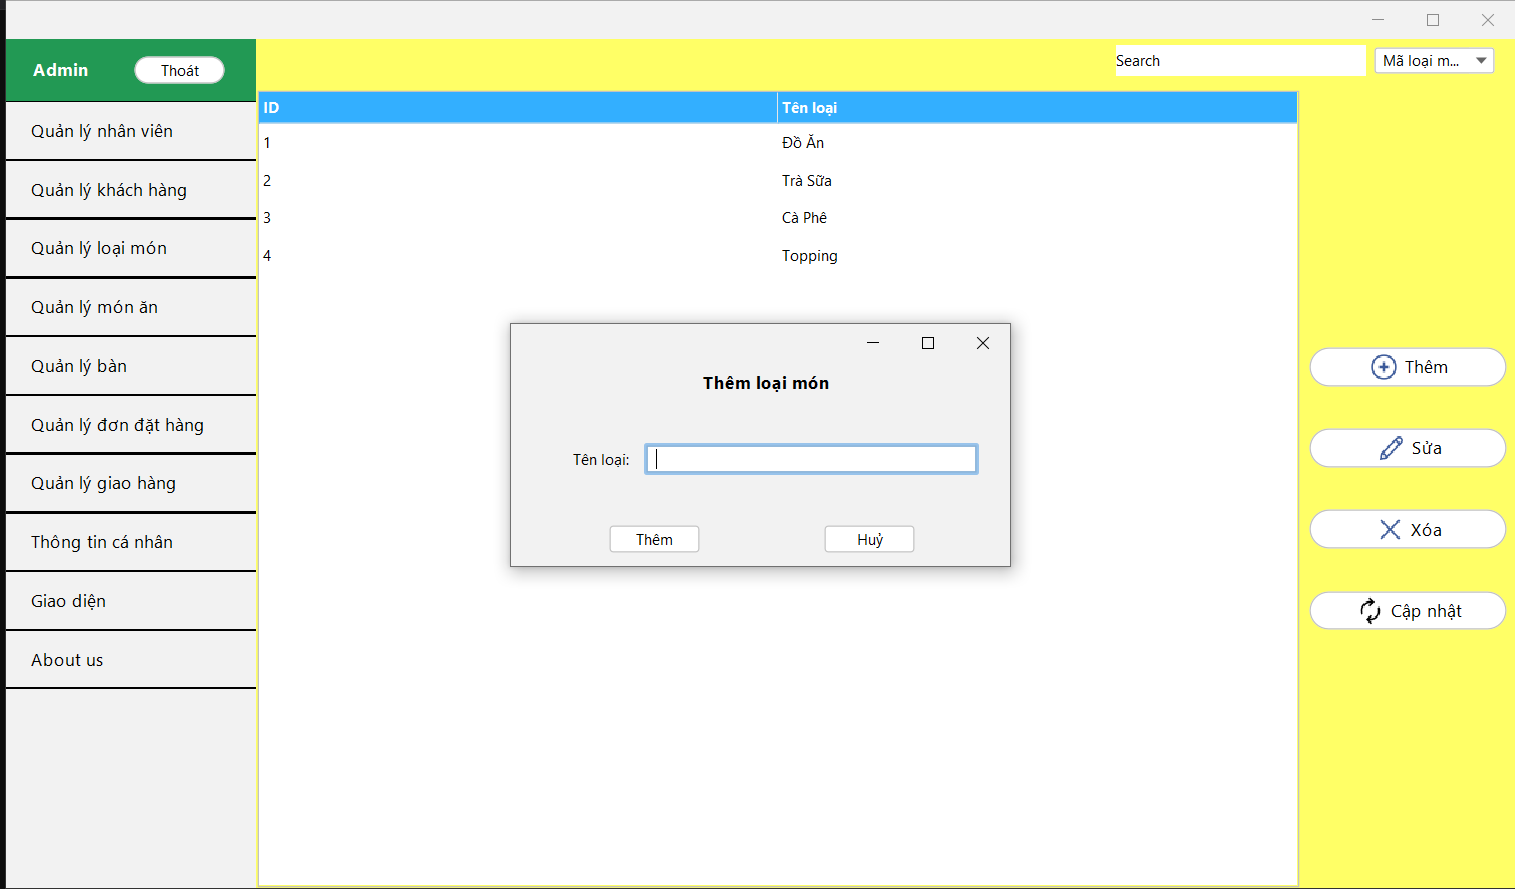 Admin
Thoát
Search
Mã loại m...
Quản lý nhân viên
Quản lý khách hàng
Quản lý loại món
Quản lý món ăn
Quản lý bàn
Quản lý đơn đặt hàng
Quản lý giao hàng
Thông tin cá nhân
Giao diện
About us
ID Tên loại
1 Đồ Ăn
2 Trà Sữa
3 Cà Phê
4 Topping
Thêm loại món
Tên loại:
Thêm Huỷ
Thêm
Sửa
Xóa
Cập nhật